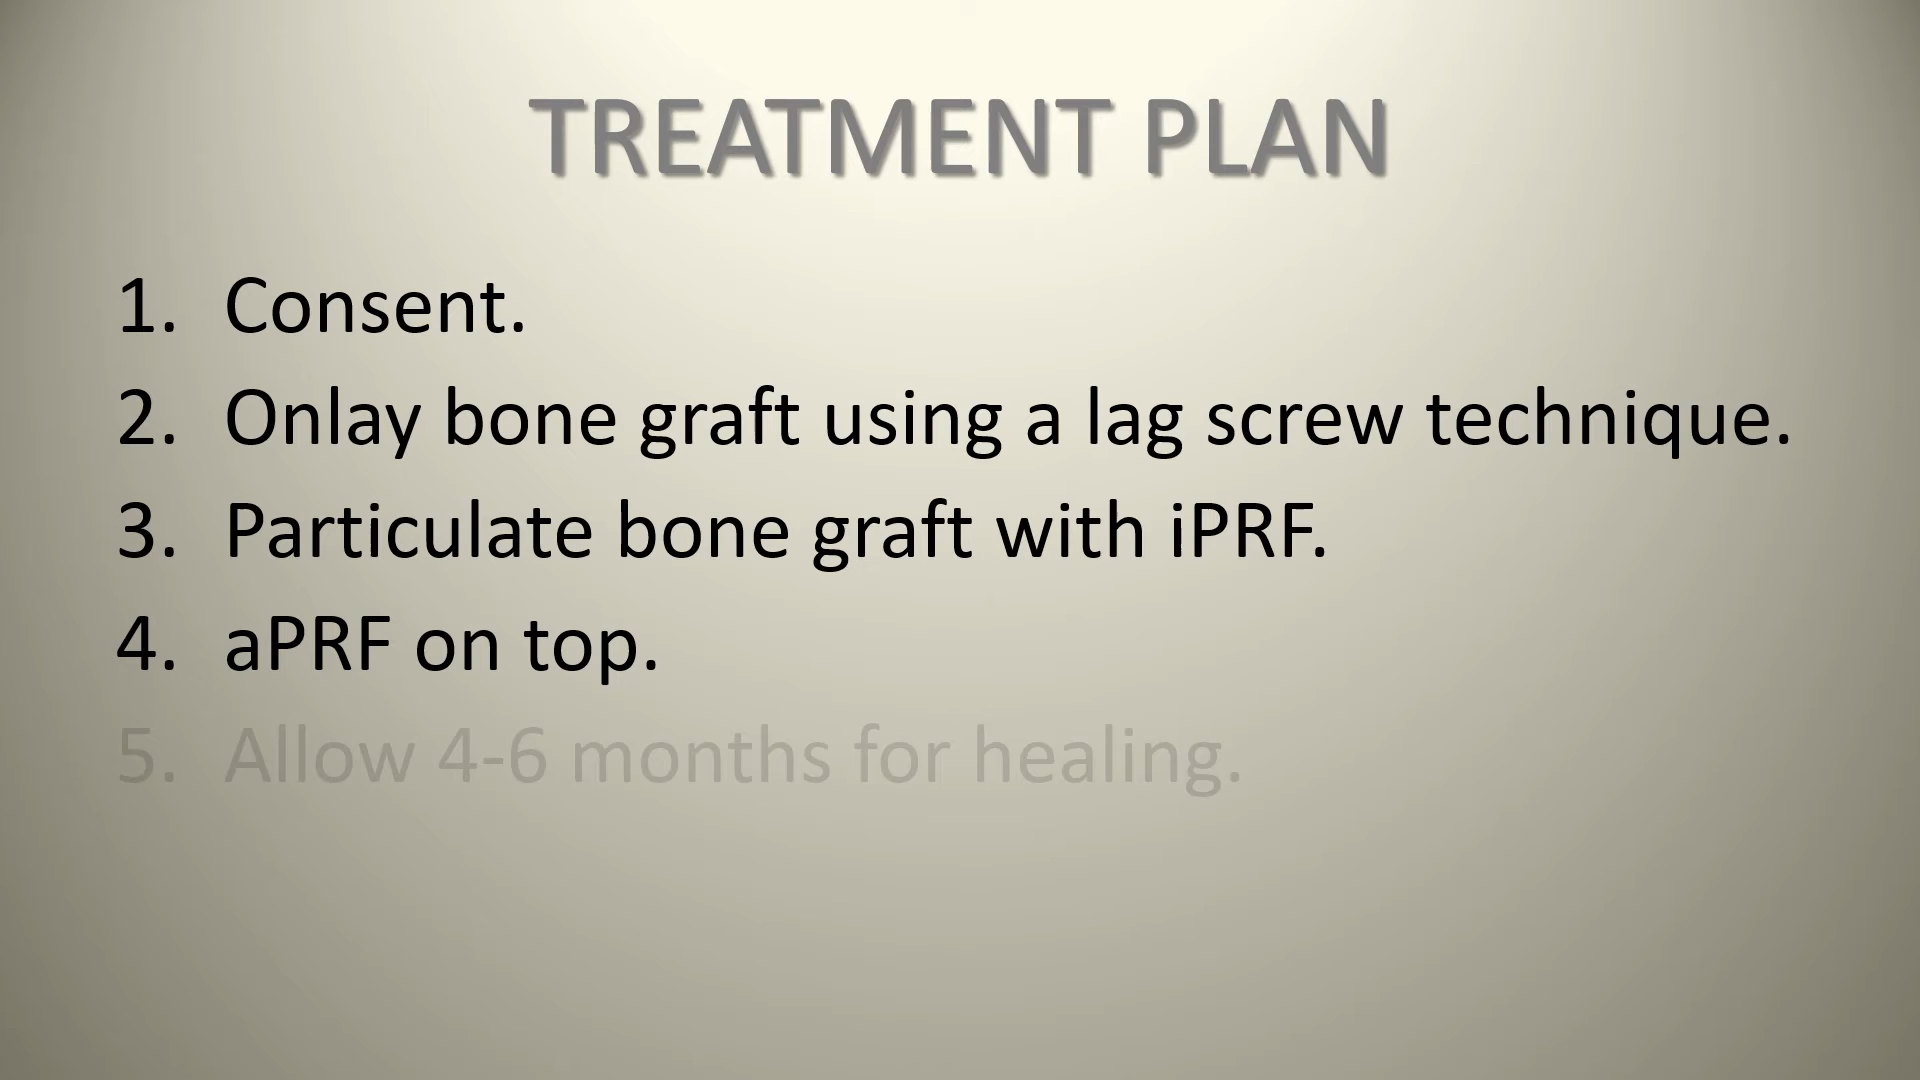 TREATMENT PLAN
1. Consent.
2. Onlay bone graft using a lag screw technique.
3. Particulate bone graft with iPRF.
4. aPRF on top.
5. Allow 4-6 months for healing.